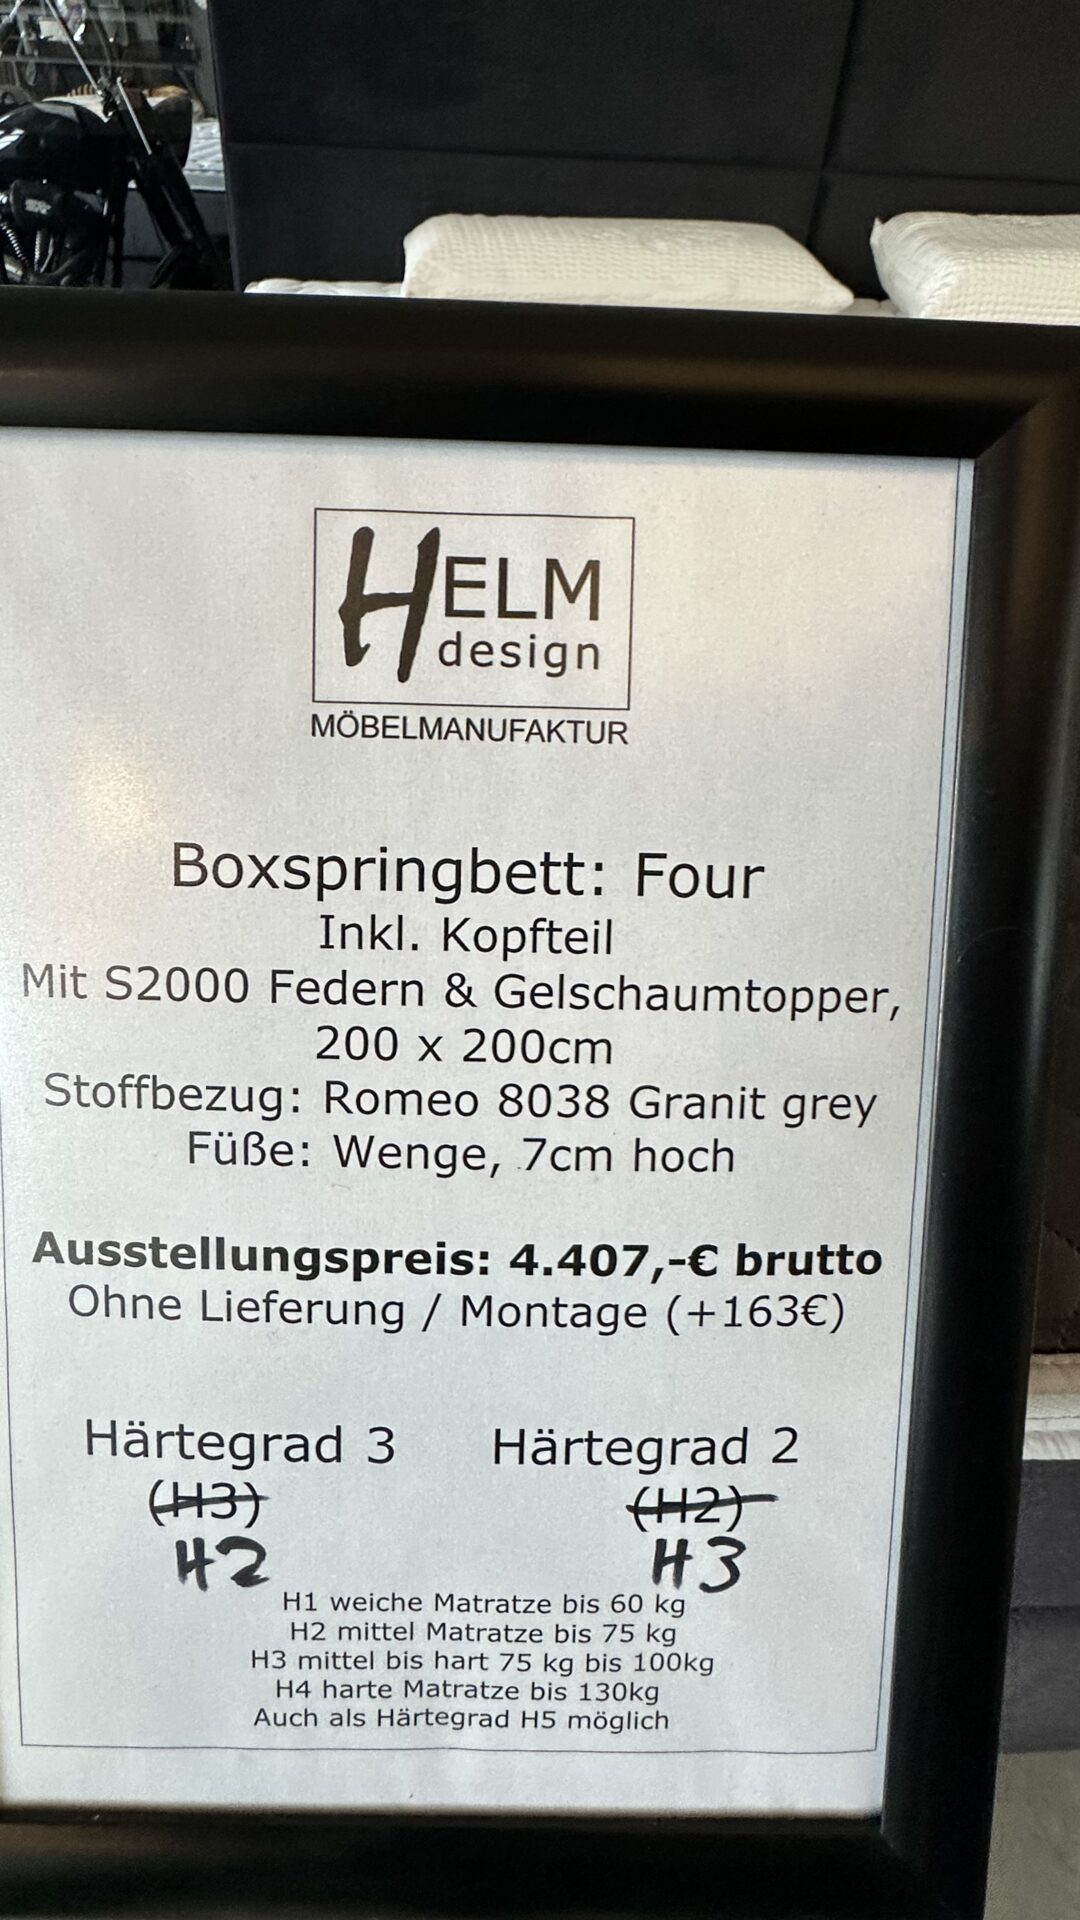 HELM
design
MÖBELMANUFAKTUR
Boxspringbett: Four
Inkl. Kopfteil
Mit S2000 Federn & Gelschaumtopper,
200 x 200cm
Stoffbezug: Romeo 8038 Granit grey
Füße: Wenge, 7cm hoch
Ausstellungspreis: 4.407,-€ brutto
Ohne Lieferung / Montage (+163€)
Härtegrad 3 Härtegrad 2
(H3) (H2)
H2 H3
H1 weiche Matratze bis 60 kg
H2 mittel Matratze bis 75 kg
H3 mittel bis hart 75 kg bis 100kg
H4 harte Matratze bis 130kg
Auch als Härtegrad H5 möglich